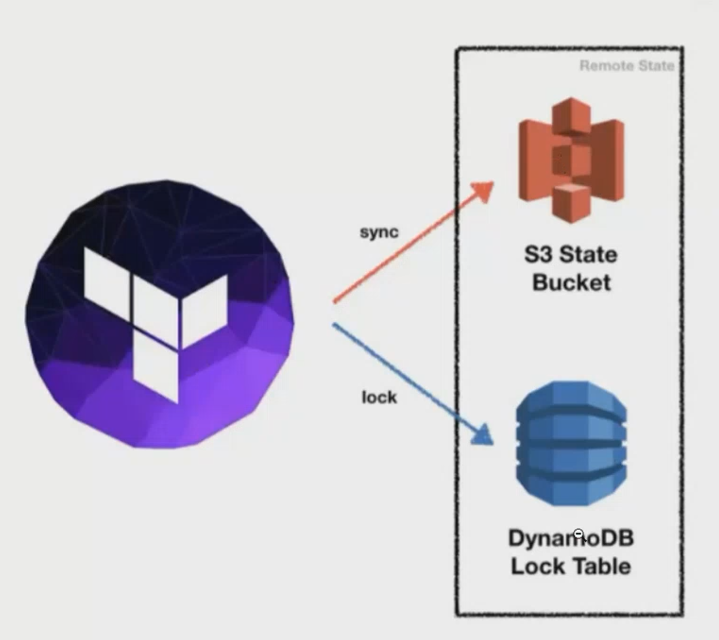 Remote State
sync
S3 State
Bucket
lock
DynamoDB
Lock Table